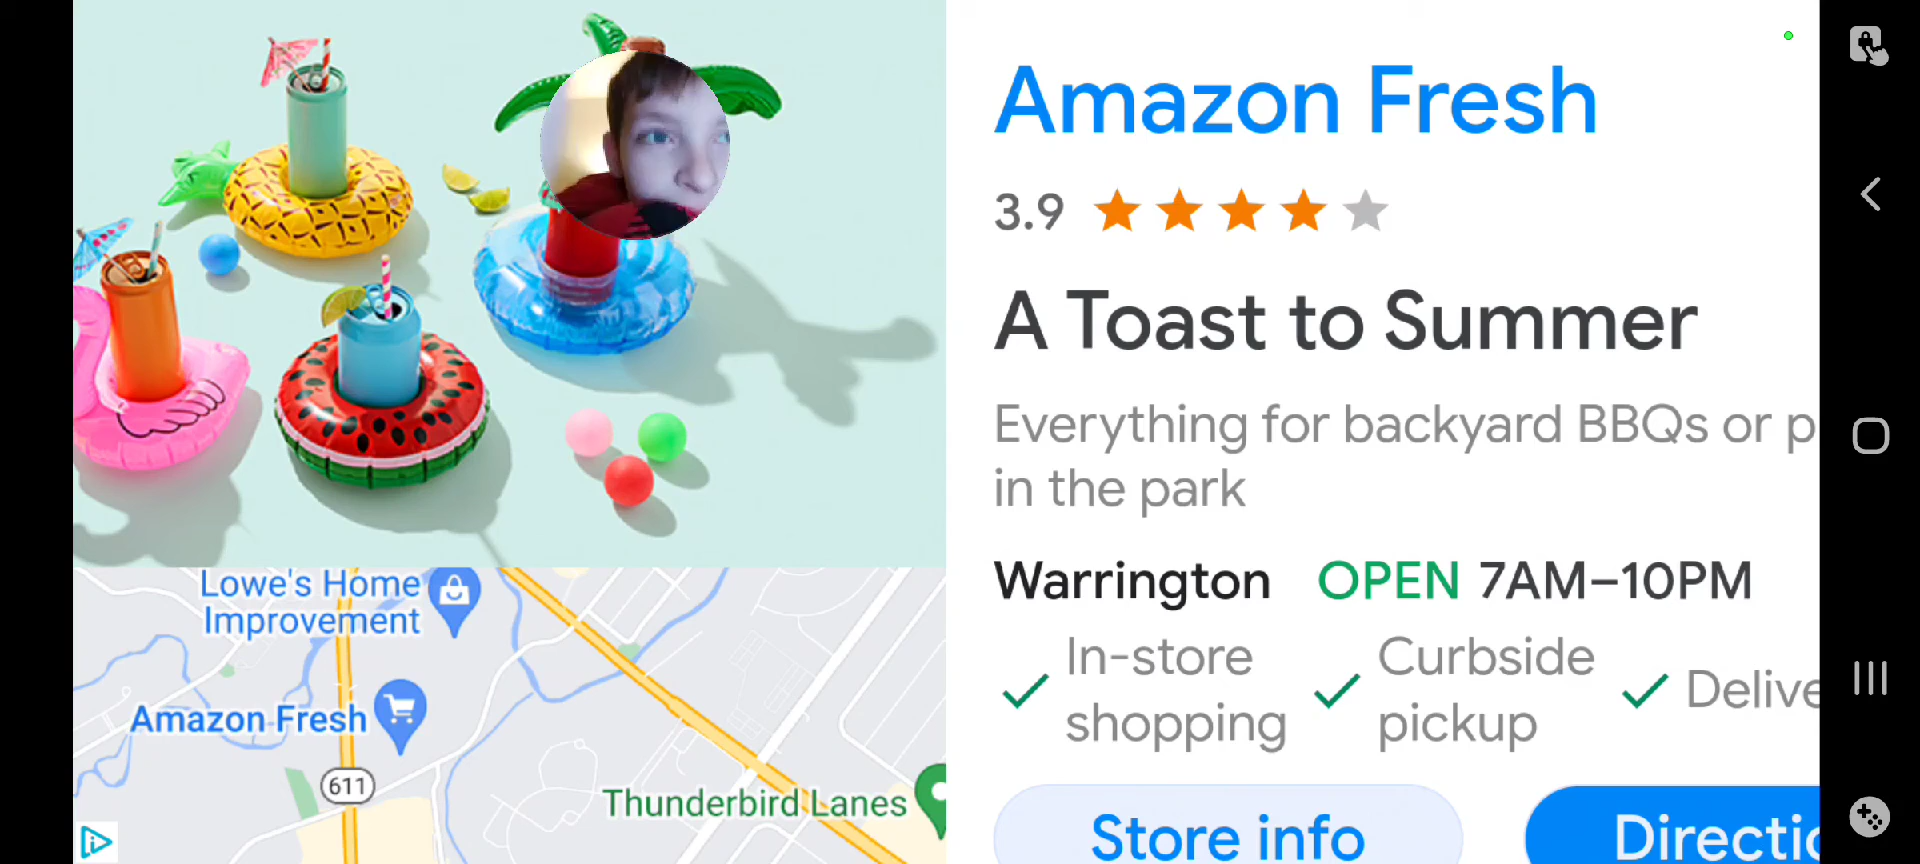 Amazon Fresh
3.9
A Toast to Summer
Everything for backyard BBQs or p
in the park
Warrington OPEN 7AM–10PM
In-store
shopping
Curbside
pickup
Delive
Store info
Directio
Lowe's Home
Improvement
Amazon Fresh
611
Thunderbird Lanes